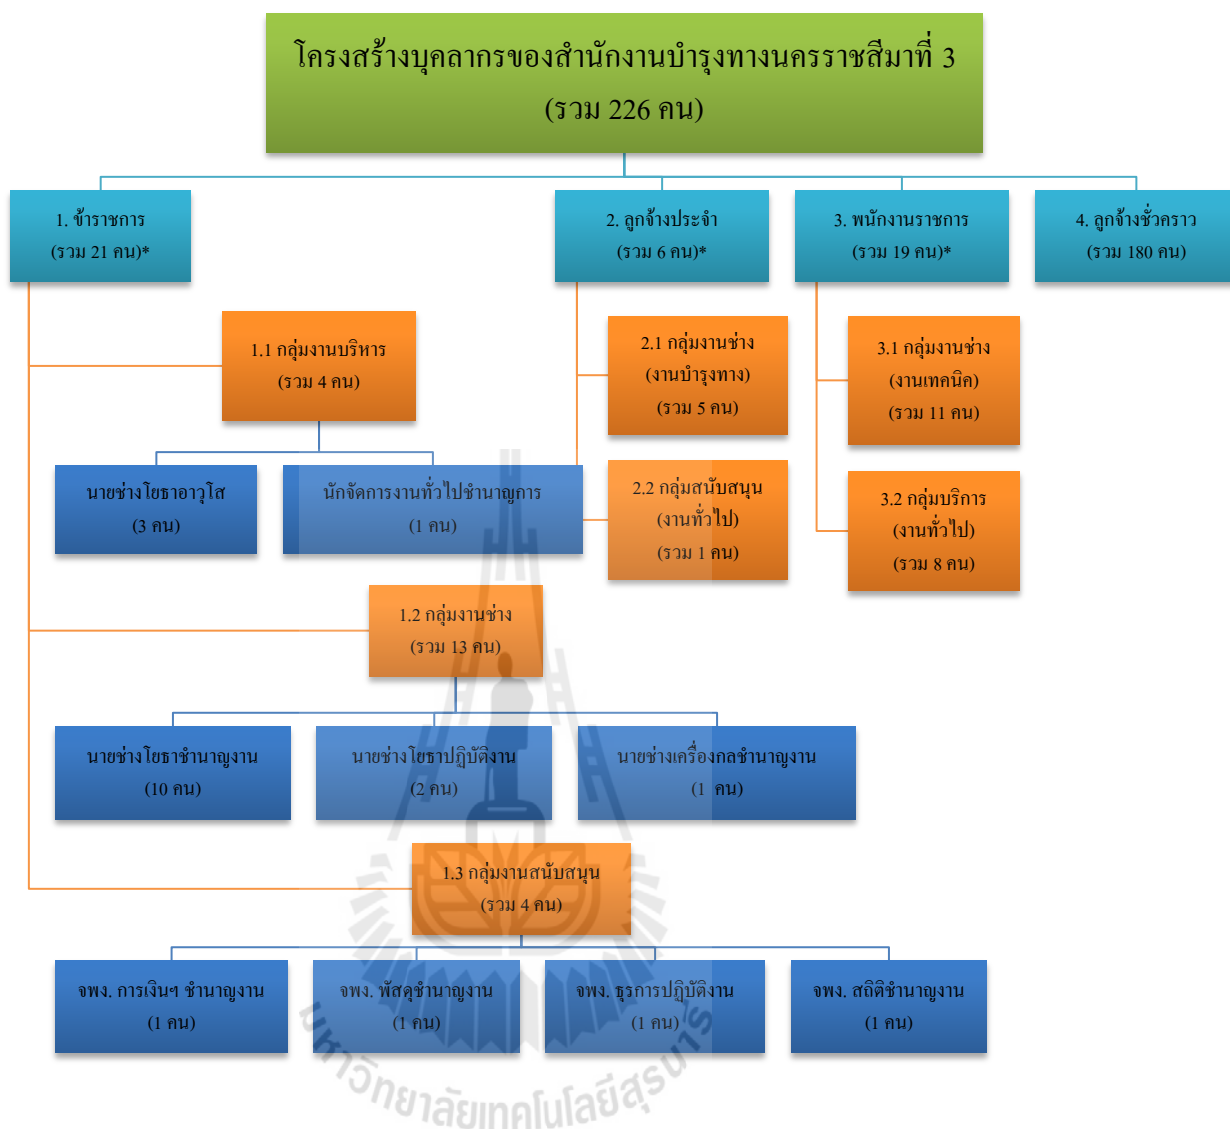 โครงสร้างบุคลากรของสำนักงานบำรุงทางนครราชสีมาที่ 3
(รวม 226 คน)
1. ข้าราชการ
(รวม 21 คน)*
2. ลูกจ้างประจำ
(รวม 6 คน)*
3. พนักงานราชการ
(รวม 19 คน)*
4. ลูกจ้างชั่วคราว
(รวม 180 คน)
1.1 กลุ่มงานบริหาร
(รวม 4 คน)
2.1 กลุ่มงานช่าง
(งานบำรุงทาง)
(รวม 5 คน)
3.1 กลุ่มงานช่าง
(งานเทคนิค)
(รวม 11 คน)
นายช่างโยธาอาวุโส
(3 คน)
นักจัดการงานทั่วไปชำนาญการ
(1 คน)
2.2 กลุ่มสนับสนุน
(งานทั่วไป)
(รวม 1 คน)
3.2 กลุ่มบริการ
(งานทั่วไป)
(รวม 8 คน)
1.2 กลุ่มงานช่าง
(รวม 13 คน)
นายช่างโยธาชำนาญงาน
(10 คน)
นายช่างโยธาปฏิบัติงาน
(2 คน)
นายช่างเครื่องกลชำนาญงาน
(1 คน)
1.3 กลุ่มงานสนับสนุน
(รวม 4 คน)
จพง. การเงินฯ ชำนาญงาน
(1 คน)
จพง. พัสดุชำนาญงาน
(1 คน)
จพง. ธุรการปฏิบัติงาน
(1 คน)
จพง. สถิติชำนาญงาน
(1 คน)
มหาวิทยาลัยเทคโนโลยีสุรนารี